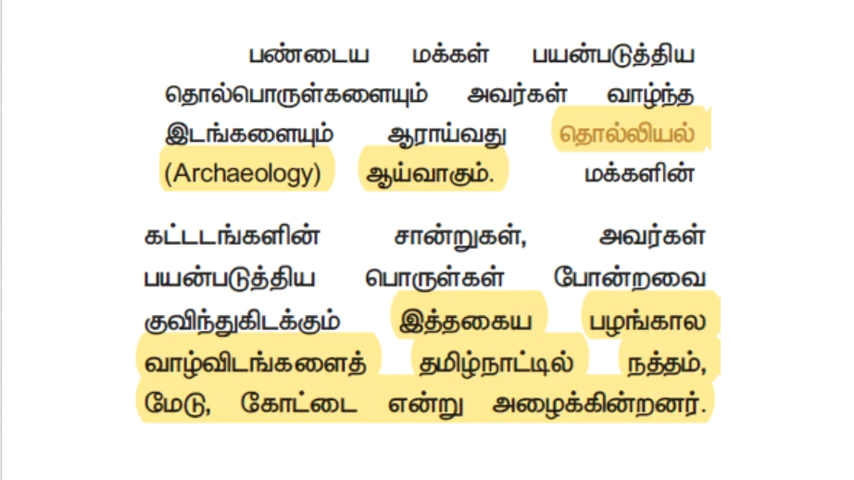 பண்டைய மக்கள் பயன்படுத்திய
தொல்பொருள்களையும் அவர்கள் வாழ்ந்த
இடங்களையும் ஆராய்வது தொல்லியல்
(Archaeology) ஆய்வாகும். மக்களின்
கட்டடங்களின் சான்றுகள், அவர்கள்
பயன்படுத்திய பொருள்கள் போன்றவை
குவிந்துகிடக்கும் இத்தகைய பழங்கால
வாழ்விடங்களைத் தமிழ்நாட்டில் நத்தம்,
மேடு, கோட்டை என்று அழைக்கின்றனர்.